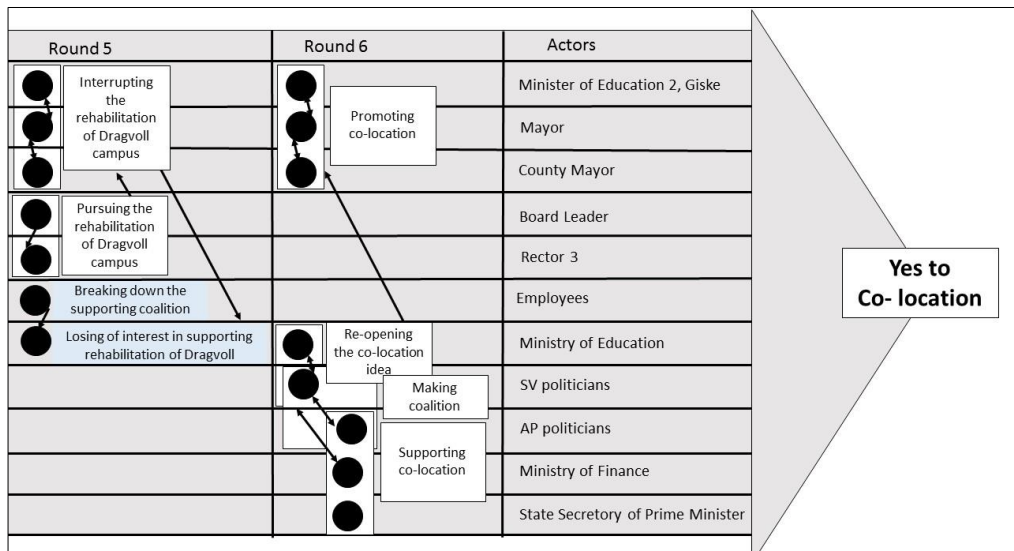 Round 5
Round 6
Actors
Interrupting
the
rehabilitation
of Dragvoll
campus
Promoting
co-location
Minister of Education 2, Giske
Mayor
County Mayor
Pursuing the
rehabilitation
of Dragvoll
campus
Board Leader
Rector 3
Breaking down the
supporting coalition
Employees
Losing of interest in supporting
rehabilitation of Dragvoll
Re-opening
the co-location
idea
Ministry of Education
Making
coalition
SV politicians
AP politicians
Supporting
co-location
Ministry of Finance
State Secretory of Prime Minister
Yes to
Co- location